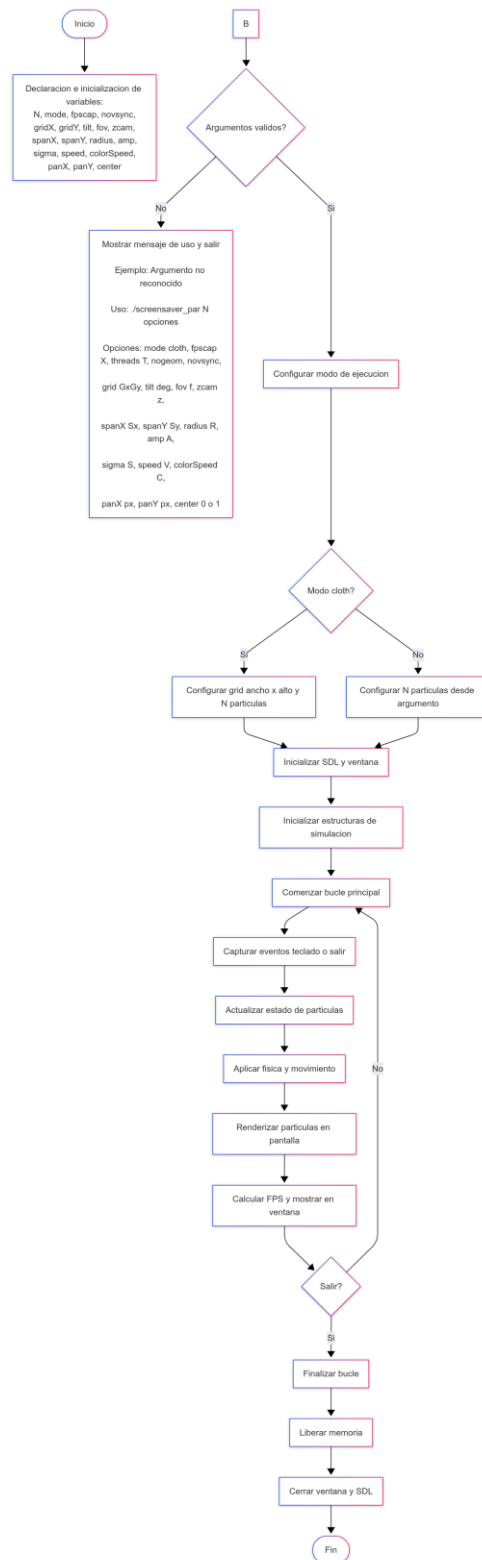 Inicio
Declaracion e inicializacion de
variables:
N, mode, fpscap, novsync,
gridX, gridY, tilt, fov, zcam,
spanX, spanY, radius, amp,
sigma, speed, colorSpeed,
panX, panY, center
B
Argumentos validos?
No
Si
Mostrar mensaje de uso y salir
Ejemplo: Argumento no
reconocido
Uso: ./screensaver_par N
opciones
Opciones: mode cloth, fpscap
X, threads T, nogeom, novsync,
grid GxGy, tilt deg, fov f, zcam
z,
spanX Sx, spanY Sy, radius R,
amp A,
sigma S, speed V, colorSpeed
C,
panX px, panY py, center 0 o 1
Configurar modo de ejecucion
Modo cloth?
Si
No
Configurar grid ancho x alto y
N particulas
Configurar N particulas desde
argumento
Inicializar SDL y ventana
Inicializar estructuras de
simulacion
Comenzar bucle principal
Capturar eventos teclado o salir
Actualizar estado de particulas
Aplicar fisica y movimiento
No
Renderizar particulas en
pantalla
Calcular FPS y mostrar en
ventana
Salir?
Si
Finalizar bucle
Liberar memoria
Cerrar ventana y SDL
Fin